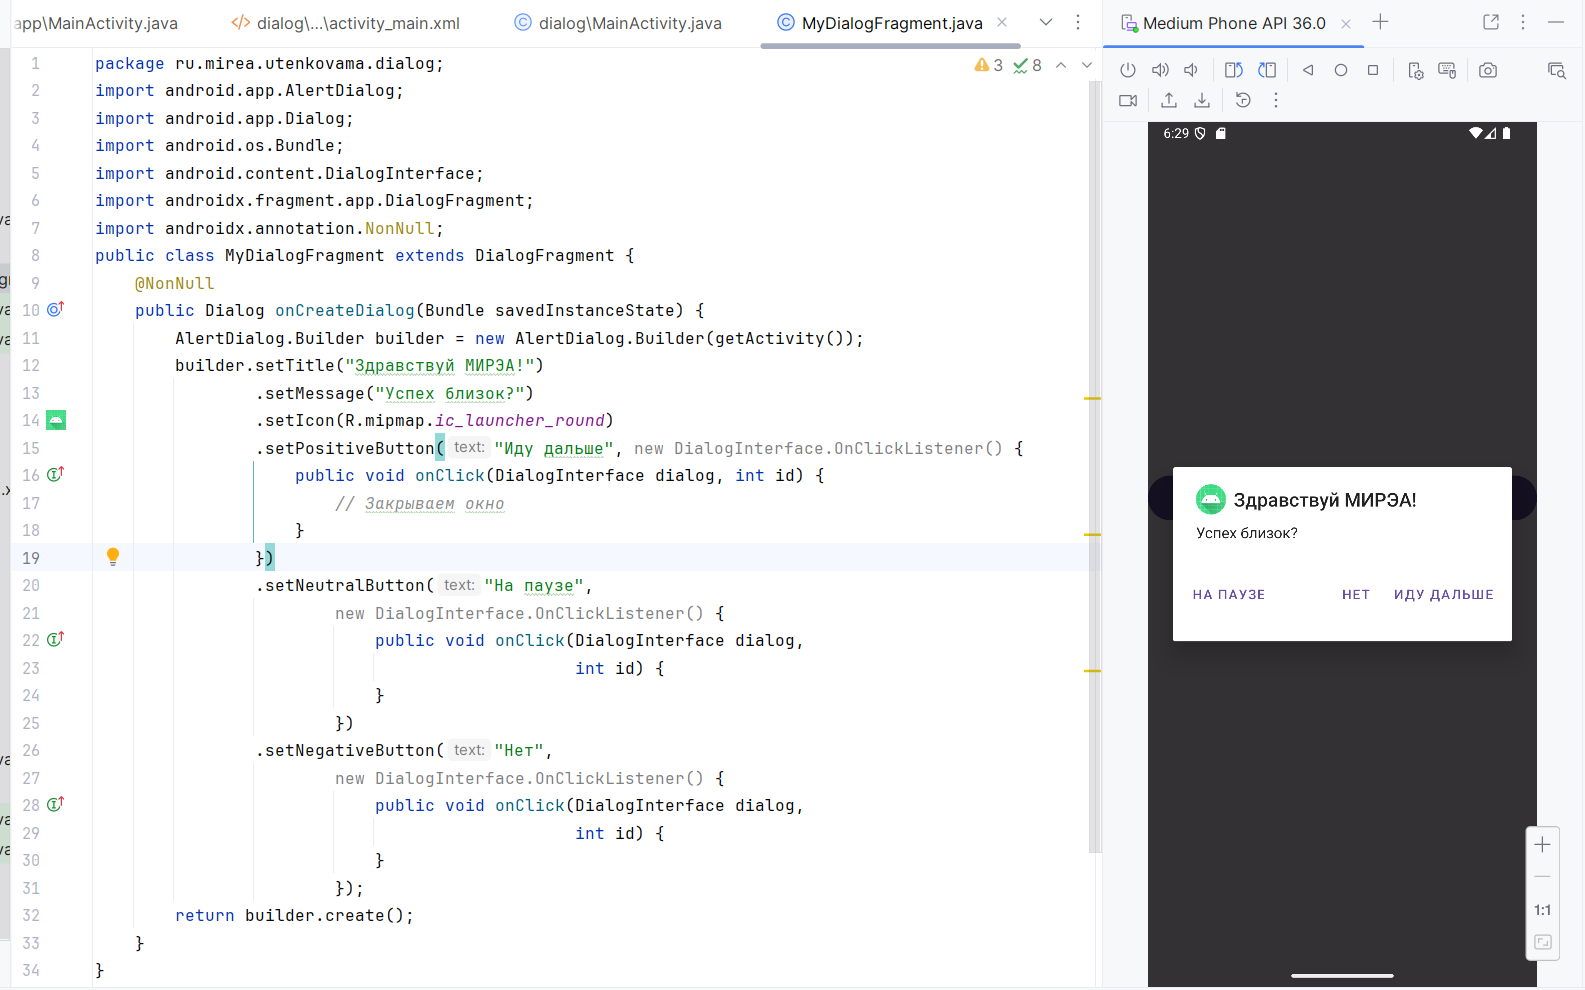 app\MainActivity.java
dialog\...\activity_main.xml
dialog\MainActivity.java
MyDialogFragment.java
Medium Phone API 36.0
3 8
1 package ru.mirea.utenkovama.dialog;
2 import android.app.AlertDialog;
3 import android.app.Dialog;
4 import android.os.Bundle;
5 import android.content.DialogInterface;
6 import androidx.fragment.app.DialogFragment;
7 import androidx.annotation.NonNull;
8 public class MyDialogFragment extends DialogFragment {
9 @NonNull
10 public Dialog onCreateDialog(Bundle savedInstanceState) {
11 AlertDialog.Builder builder = new AlertDialog.Builder(getActivity());
12 builder.setTitle("Здравствуй МИРЭА!")
13 .setMessage("Успех близок?")
14 .setIcon(R.mipmap.ic_launcher_round)
15 .setPositiveButton( text: "Иду дальше", new DialogInterface.OnClickListener() {
16 public void onClick(DialogInterface dialog, int id) {
17 // Закрываем окно
18 }
19 })
20 .setNeutralButton( text: "На паузе",
21 new DialogInterface.OnClickListener() {
22 public void onClick(DialogInterface dialog,
23 int id) {
24 }
25 })
26 .setNegativeButton( text: "Нет",
27 new DialogInterface.OnClickListener() {
28 public void onClick(DialogInterface dialog,
29 int id) {
30 }
31 });
32 return builder.create();
33 }
34 }
6:29
Здравствуй МИРЭА!
Успех близок?
НА ПАУЗЕ НЕТ ИДУ ДАЛЬШЕ
1:1